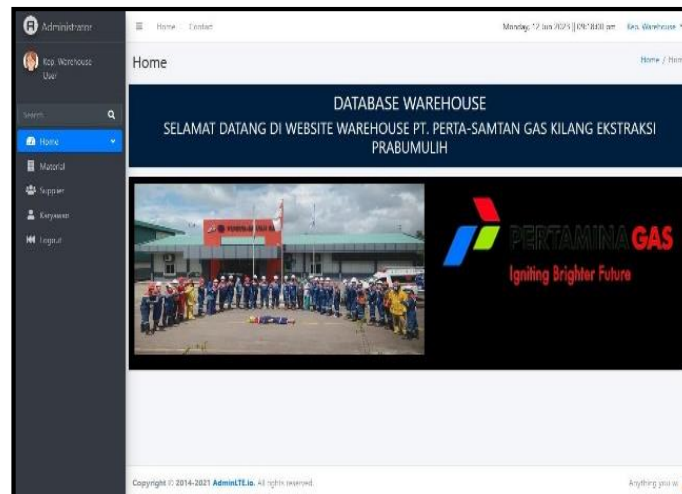 Administrator
Home
Contact
Monday, 12 Jun 2023 || 09:18:00 am
Kep. Warehouse
Kep. Warehouse
User
Home
Home /
Search
Home
Material
Supplier
Karyawan
Logout
DATABASE WAREHOUSE
SELAMAT DATANG DI WEBSITE WAREHOUSE PT. PERTA-SAMTAN GAS KILANG EKSTRAKSI
PRABUMULIH
PERTAMINA GAS
Igniting Brighter Future
Copyright © 2014-2021 AdminLTE.io. All rights reserved.
Anything you w